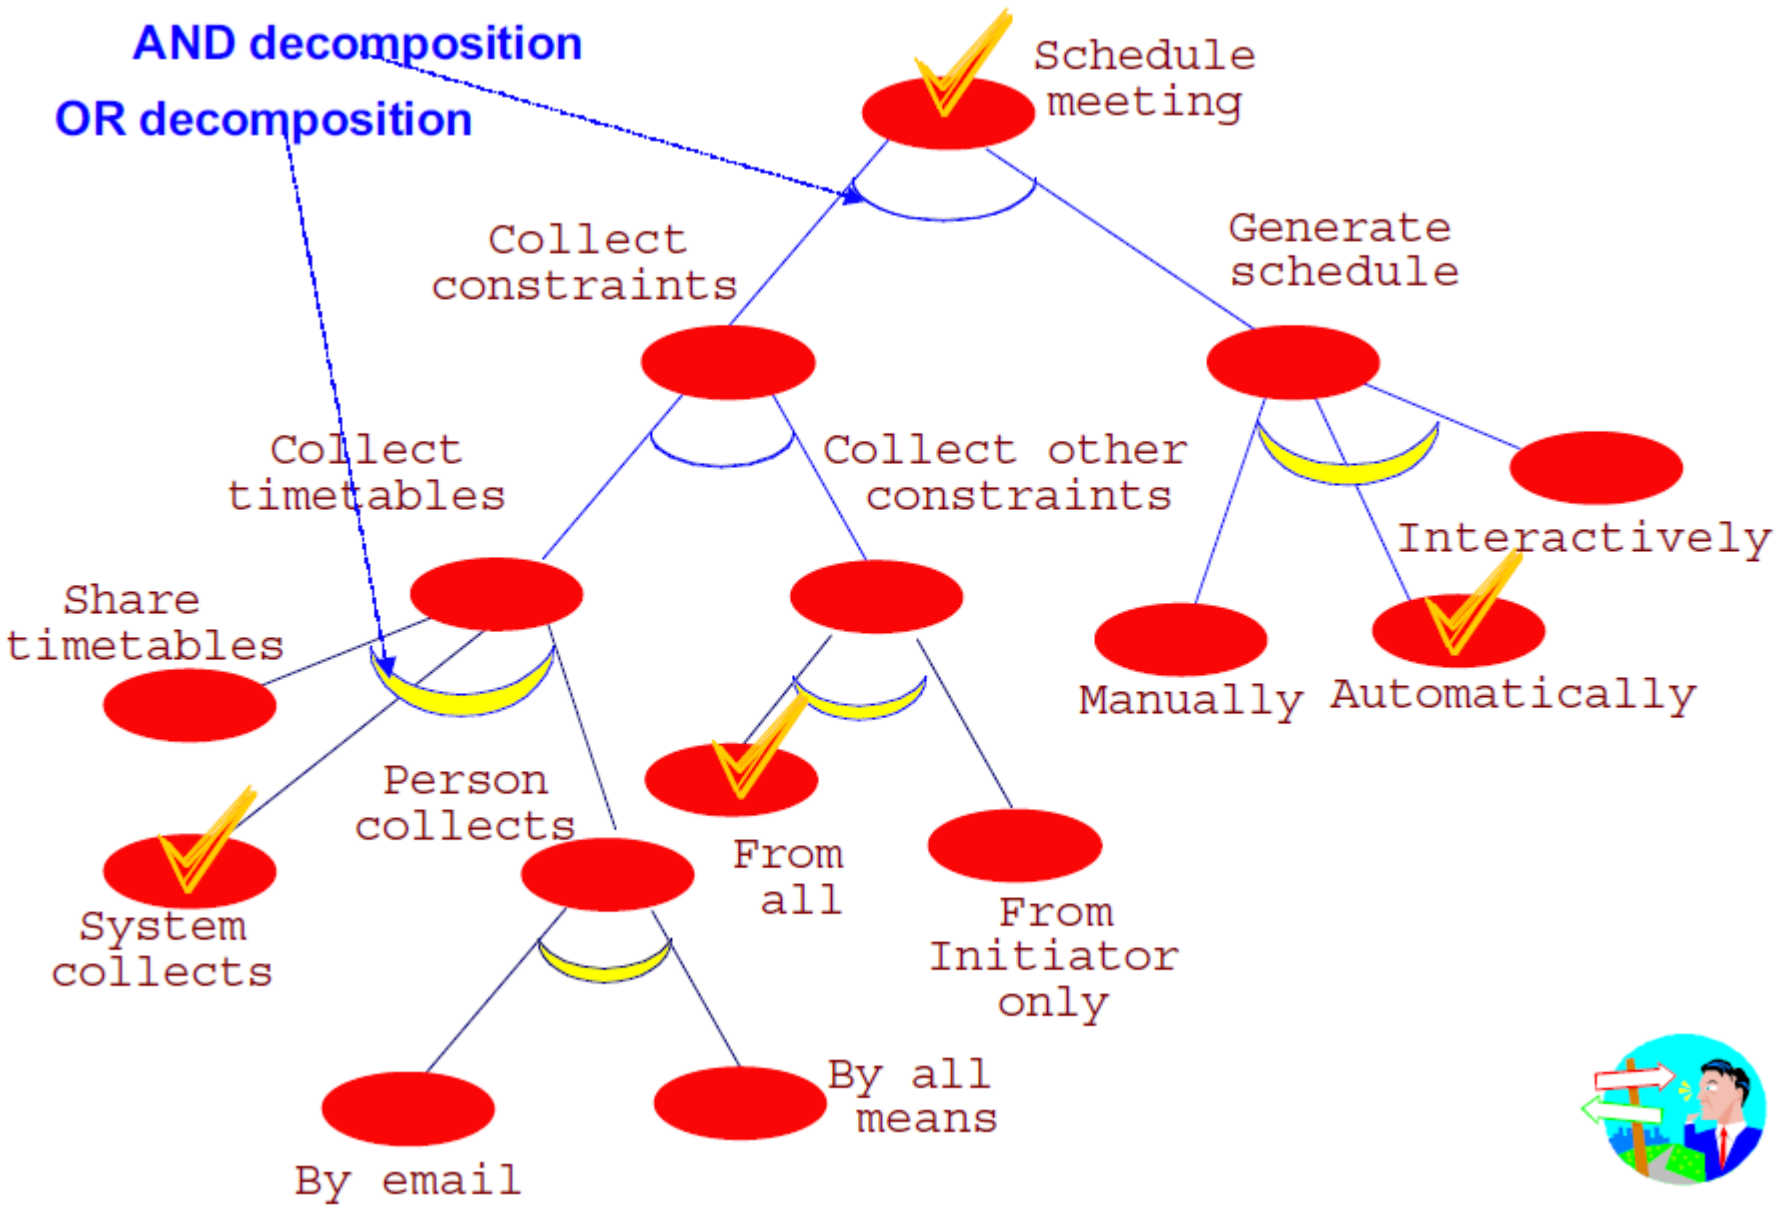 AND decomposition
OR decomposition
Schedule
meeting
Collect
constraints
Generate
schedule
Collect
timetables
Collect other
constraints
Interactively
Share
timetables
Manually
Automatically
Person
collects
From
all
System
collects
From
Initiator
only
By all
means
By email